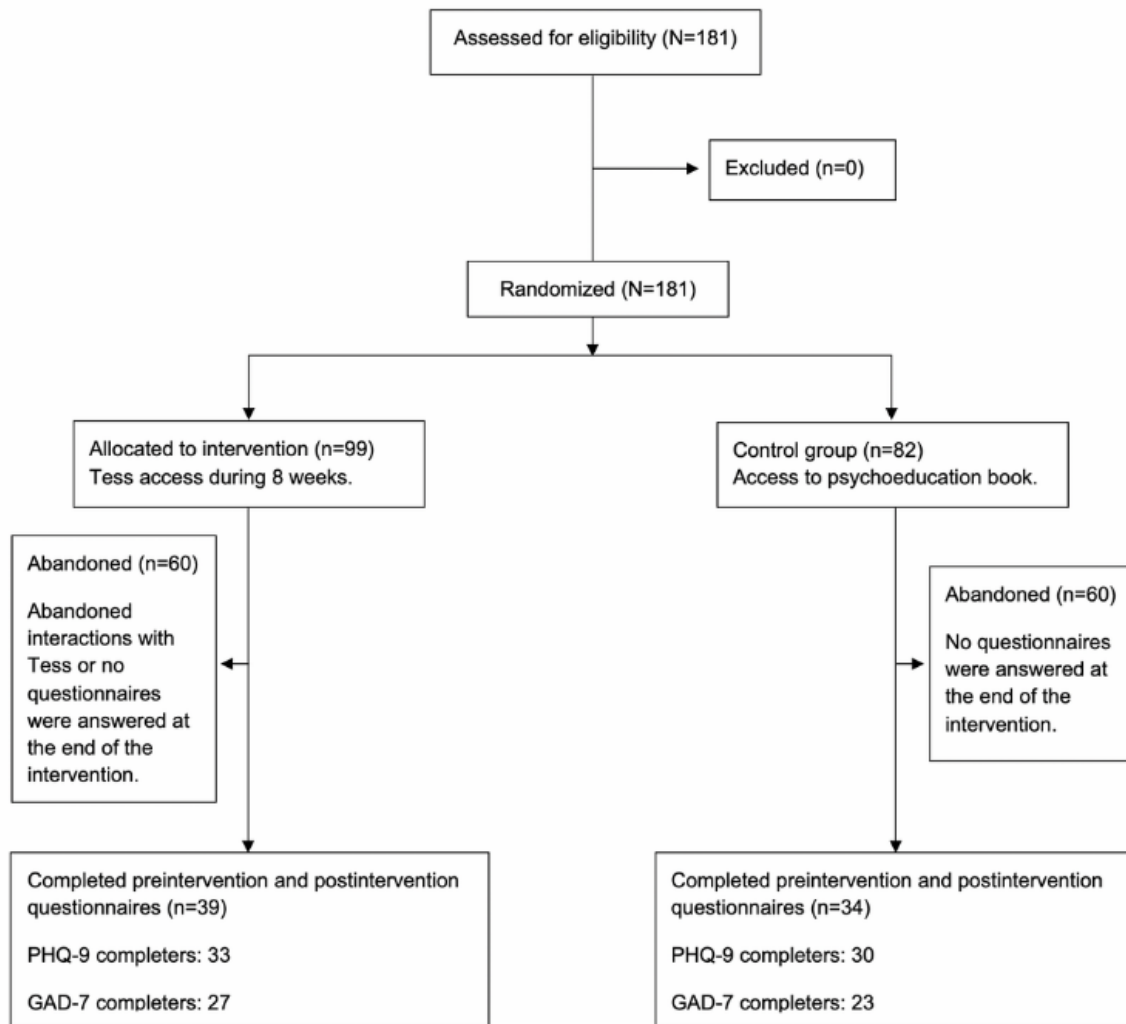 Assessed for eligibility (N=181)
Excluded (n=0)
Randomized (N=181)
Allocated to intervention (n=99)
Tess access during 8 weeks.
Control group (n=82)
Access to psychoeducation book.
Abandoned (n=60)
Abandoned
interactions with
Tess or no
questionnaires
were answered at
the end of the
intervention.
Abandoned (n=60)
No questionnaires
were answered at
the end of the
intervention.
Completed preintervention and postintervention
questionnaires (n=39)
PHQ-9 completers: 33
GAD-7 completers: 27
Completed preintervention and postintervention
questionnaires (n=34)
PHQ-9 completers: 30
GAD-7 completers: 23